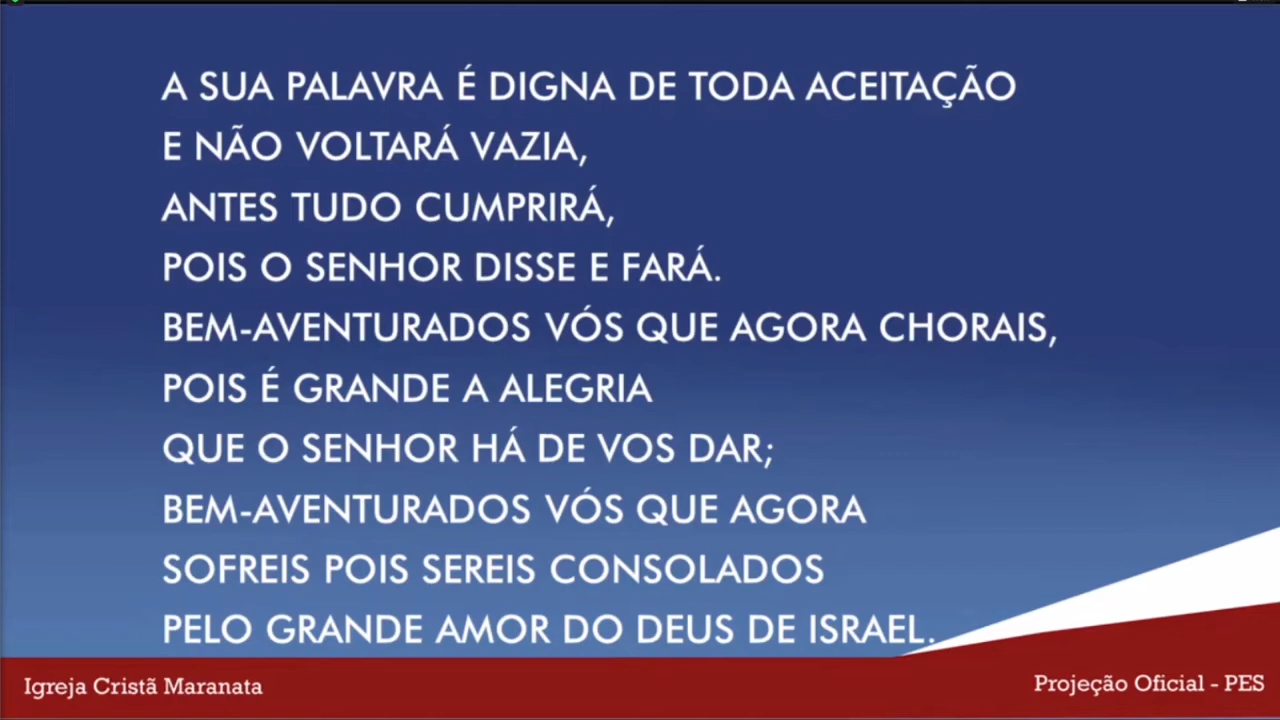 A SUA PALAVRA É DIGNA DE TODA ACEITAÇÃO
E NÃO VOLTARÁ VAZIA,
ANTES TUDO CUMPRIRÁ,
POIS O SENHOR DISSE E FARÁ.
BEM-AVENTURADOS VÓS QUE AGORA CHORAIS,
POIS É GRANDE A ALEGRIA
QUE O SENHOR HÁ DE VOS DAR;
BEM-AVENTURADOS VÓS QUE AGORA
SOFREIS POIS SEREIS CONSOLADOS
PELO GRANDE AMOR DO DEUS DE ISRAEL.
Igreja Cristã Maranata
Projeção Oficial - PES